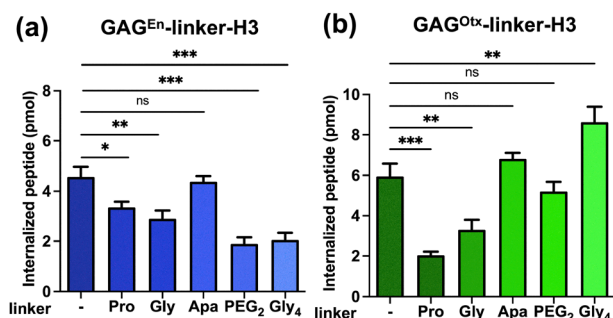 (a)
GAG^En-linker-H3
Internalized peptide (pmol)
8
6
4
2
0
***
***
ns
**
*
linker
- Pro Gly Apa PEG₂ Gly₄
(b)
GAG^Otx-linker-H3
Internalized peptide (pmol)
10
8
6
4
2
0
**
ns
ns
**
***
linker
- Pro Gly Apa PEG₂ Gly₄